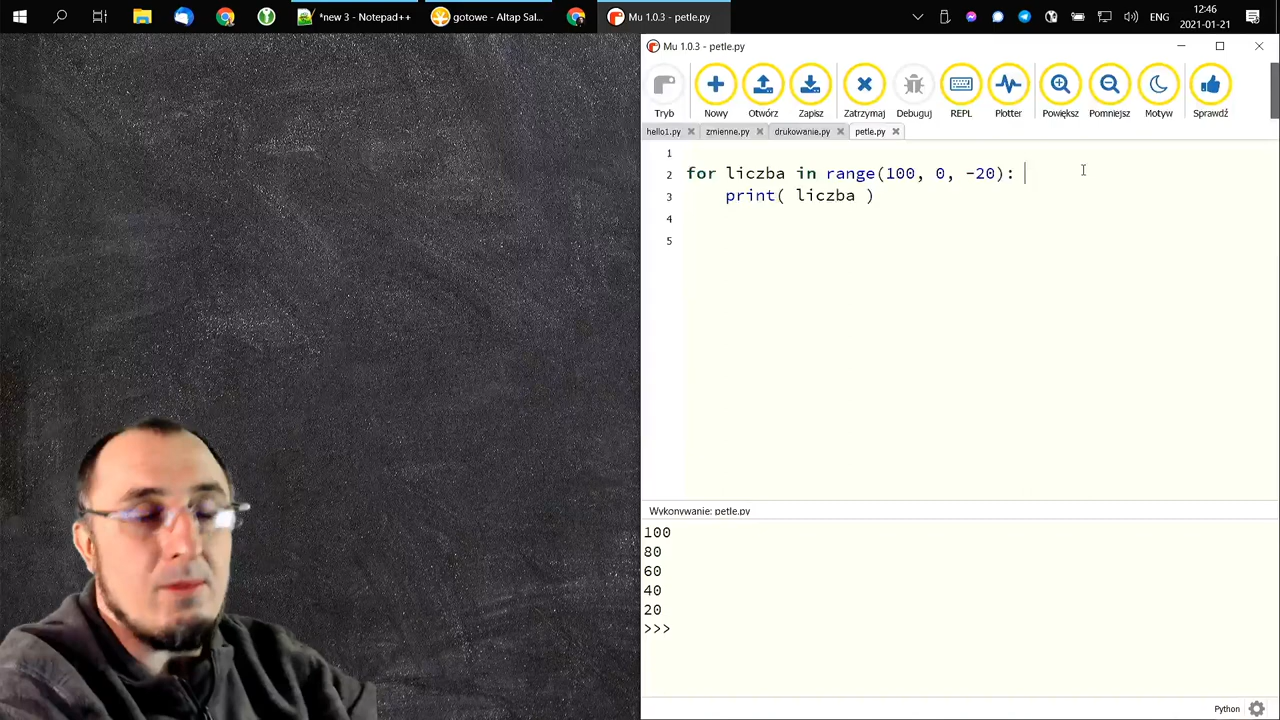 *new 3 - Notepad++
gotowe - Altap Sal...
Mu 1.0.3 - petle.py
ENG
12:46
2021-01-21
Mu 1.0.3 - petle.py
Tryb
Nowy
Otwórz
Zapisz
Zatrzymaj
Debuguj
REPL
Plotter
Powiększ
Pomniejsz
Motyw
Sprawdź
hello1.py
zmienne.py
drukowanie.py
petle.py
1
2 for liczba in range(100, 0, -20):
3 print( liczba )
4
5
Wykonywanie: petle.py
100
80
60
40
20
>>>
Python